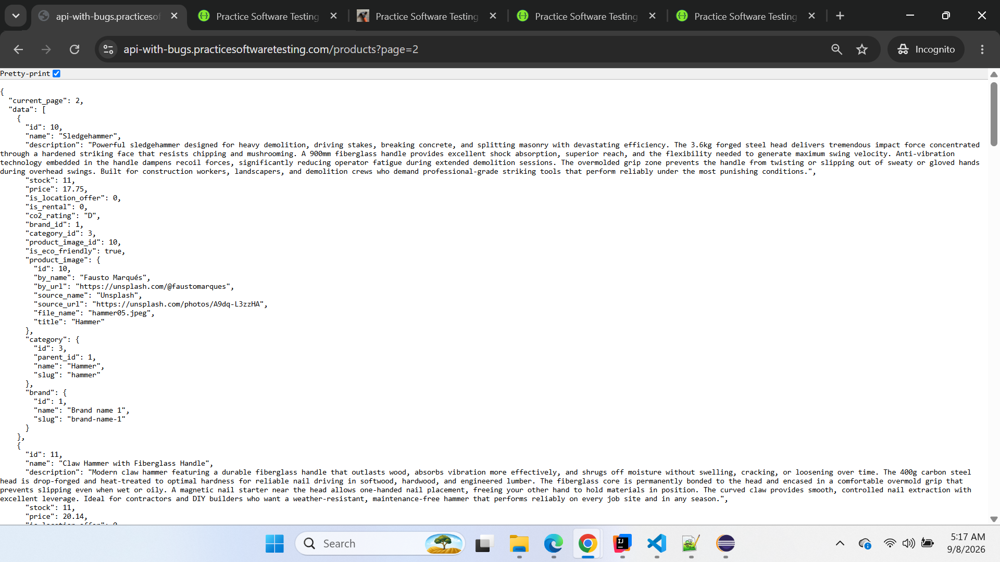 api-with-bugs.practicesof
Practice Software Testing
Practice Software Testing
Practice Software Testing
Practice Software Testing
api-with-bugs.practicesoftwaretesting.com/products?page=2
Incognito
Pretty-print
{
"current_page": 2,
"data": [
{
"id": 10,
"name": "Sledgehammer",
"description": "Powerful sledgehammer designed for heavy demolition, driving stakes, breaking concrete, and splitting masonry with devastating efficiency. The 3.6kg forged steel head delivers tremendous impact force concentrated
through a hardened striking face that resists chipping and mushrooming. A 900mm fiberglass handle provides excellent shock absorption, superior reach, and the flexibility needed to generate maximum swing velocity. Anti-vibration
technology embedded in the handle dampens recoil forces, significantly reducing operator fatigue during extended demolition sessions. The overmolded grip zone prevents the handle from twisting or slipping out of sweaty or gloved hands
during overhead swings. Built for construction workers, landscapers, and demolition crews who demand professional-grade striking tools that perform reliably under the most punishing conditions.",
"stock": 11,
"price": 17.75,
"is_location_offer": 0,
"is_rental": 0,
"co2_rating": "D",
"brand_id": 1,
"category_id": 3,
"product_image_id": 10,
"is_eco_friendly": true,
"product_image": {
"id": 10,
"by_name": "Fausto Marqués",
"by_url": "https://unsplash.com/@faustomarques",
"source_name": "Unsplash",
"source_url": "https://unsplash.com/photos/A9dq-L3zzHA",
"file_name": "hammer05.jpeg",
"title": "Hammer"
},
"category": {
"id": 3,
"parent_id": 1,
"name": "Hammer",
"slug": "hammer"
},
"brand": {
"id": 1,
"name": "Brand name 1",
"slug": "brand-name-1"
}
},
{
"id": 11,
"name": "Claw Hammer with Fiberglass Handle",
"description": "Modern claw hammer featuring a durable fiberglass handle that outlasts wood, absorbs vibration more effectively, and shrugs off moisture without swelling, cracking, or loosening over time. The 400g carbon steel
head is drop-forged and heat-treated to optimal hardness for reliable nail driving in softwood, hardwood, and engineered lumber. The fiberglass core is permanently bonded to the head and encased in a comfortable overmold grip that
prevents slipping even when wet or oily. A magnetic nail starter near the head allows one-handed nail placement, freeing your other hand to hold materials in position. The curved claw provides smooth, controlled nail extraction with
excellent leverage. Ideal for contractors and DIY builders who want a weather-resistant, maintenance-free hammer that performs reliably on every job site and in any season.",
"stock": 11,
"price": 20.14,
Search
5:17 AM
9/8/2026